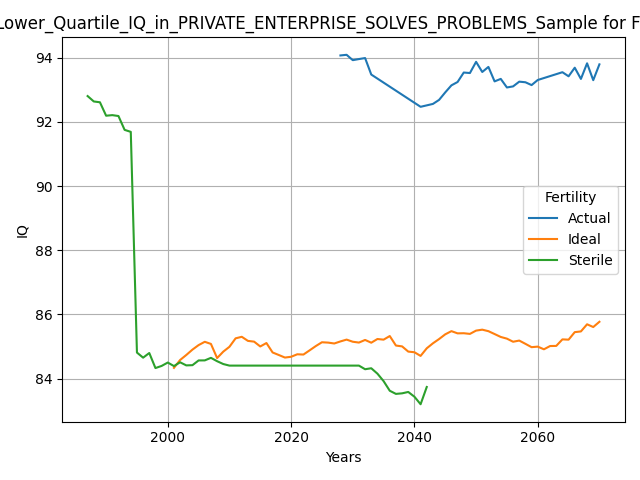 Lower_Quartile_IQ_in_PRIVATE_ENTERPRISE_SOLVES_PROBLEMS_Sample for F
94
92
90
88
86
84
IQ
Fertility
Actual
Ideal
Sterile
2000 2020 2040 2060
Years